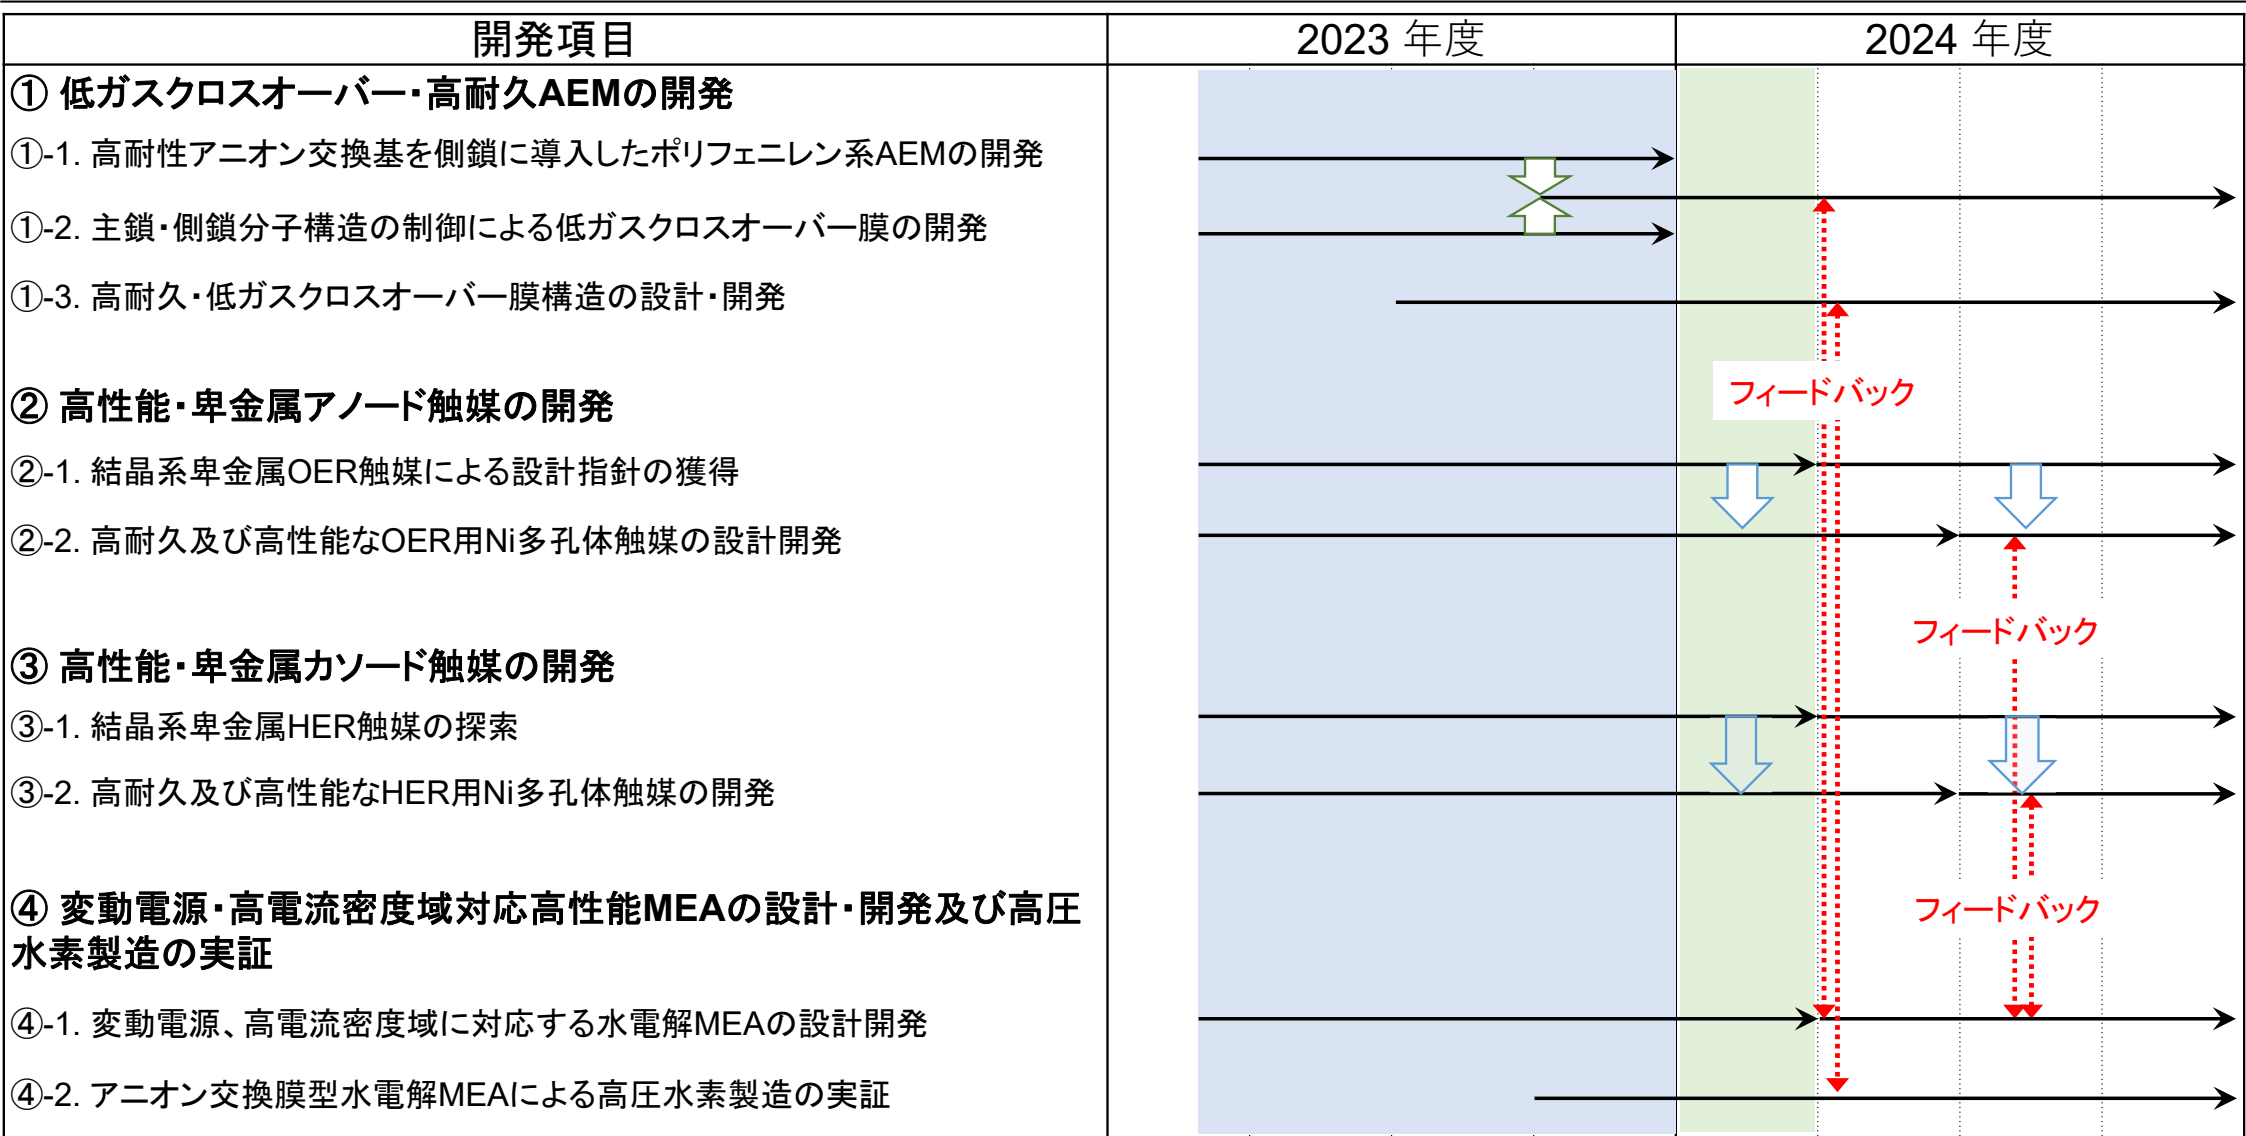 開発項目 2023 年度 2024 年度
① 低ガスクロスオーバー・高耐久AEMの開発
①-1. 高耐性アニオン交換基を側鎖に導入したポリフェニレン系AEMの開発
①-2. 主鎖・側鎖分子構造の制御による低ガスクロスオーバー膜の開発
①-3. 高耐久・低ガスクロスオーバー膜構造の設計・開発
フィードバック
② 高性能・卑金属アノード触媒の開発
②-1. 結晶系卑金属OER触媒による設計指針の獲得
②-2. 高耐久及び高性能なOER用Ni多孔体触媒の設計開発
フィードバック
③ 高性能・卑金属カソード触媒の開発
③-1. 結晶系卑金属HER触媒の探索
③-2. 高耐久及び高性能なHER用Ni多孔体触媒の開発
④ 変動電源・高電流密度域対応高性能MEAの設計・開発及び高圧
水素製造の実証
フィードバック
④-1. 変動電源、高電流密度域に対応する水電解MEAの設計開発
④-2. アニオン交換膜型水電解MEAによる高圧水素製造の実証